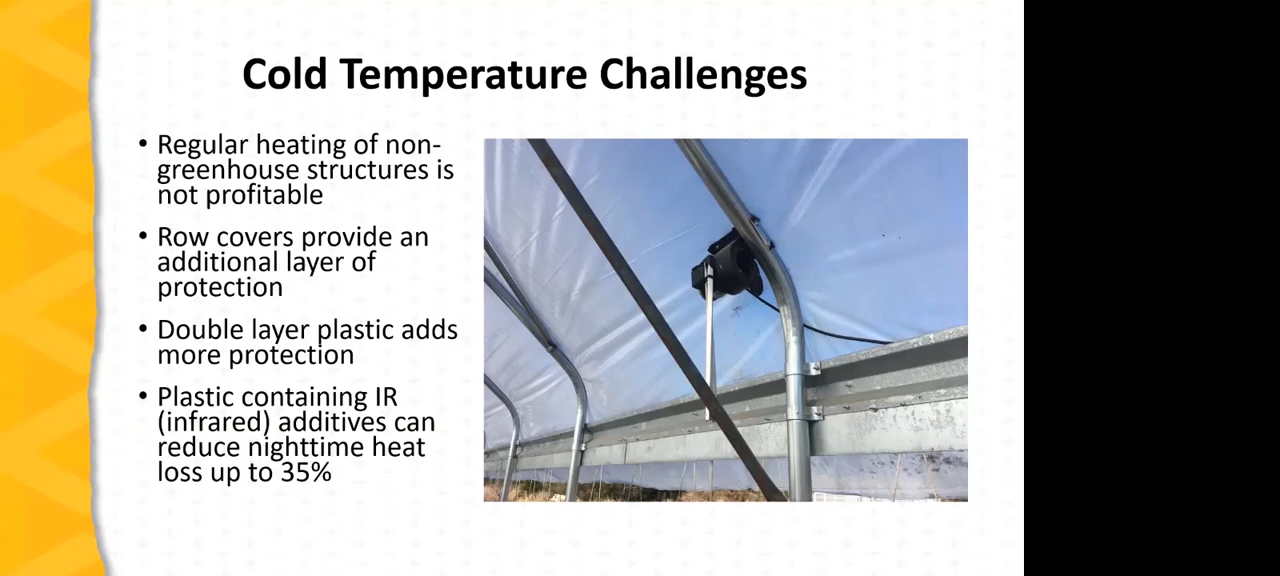 Cold Temperature Challenges
• Regular heating of non-
greenhouse structures is
not profitable
• Row covers provide an
additional layer of
protection
• Double layer plastic adds
more protection
• Plastic containing IR
(infrared) additives can
reduce nighttime heat
loss up to 35%